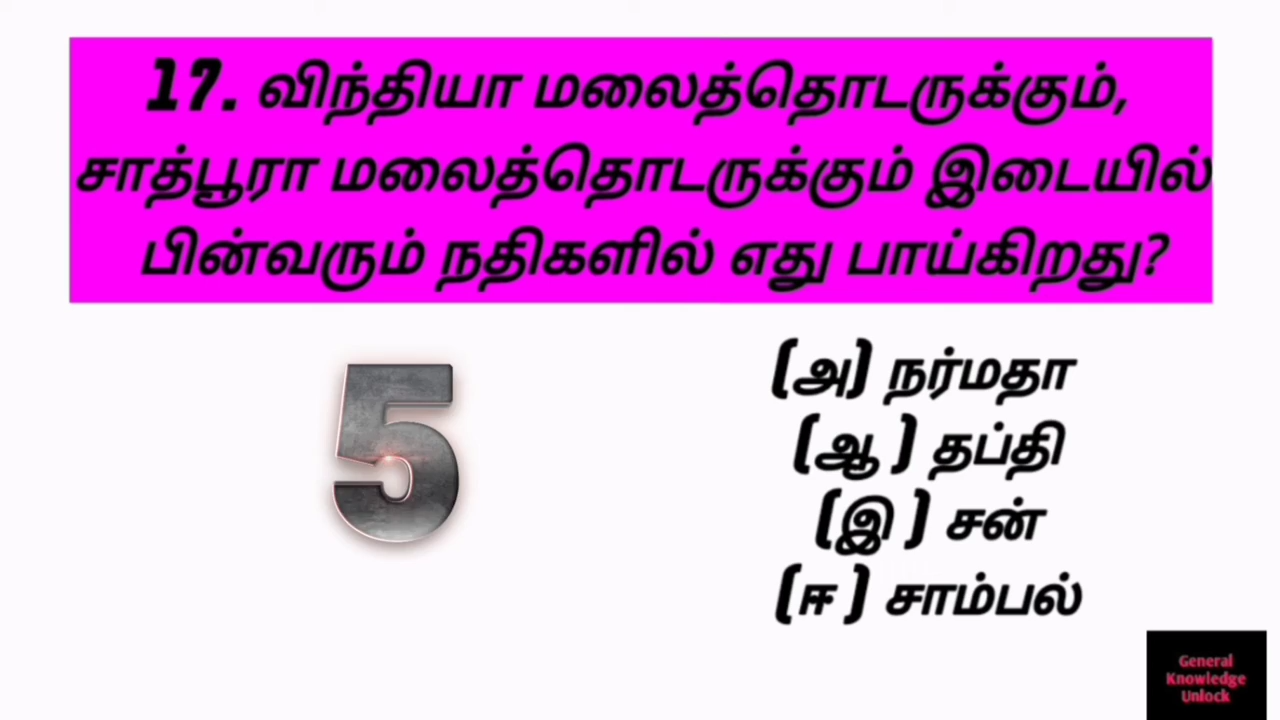 17. விந்தியா மலைத்தொடருக்கும்,
சாத்பூரா மலைத்தொடருக்கும் இடையில்
பின்வரும் நதிகளில் எது பாய்கிறது?
5
(அ) நர்மதா
(ஆ ) தப்தி
(இ ) சன்
(ஈ ) சாம்பல்
General
Knowledge
Unlock